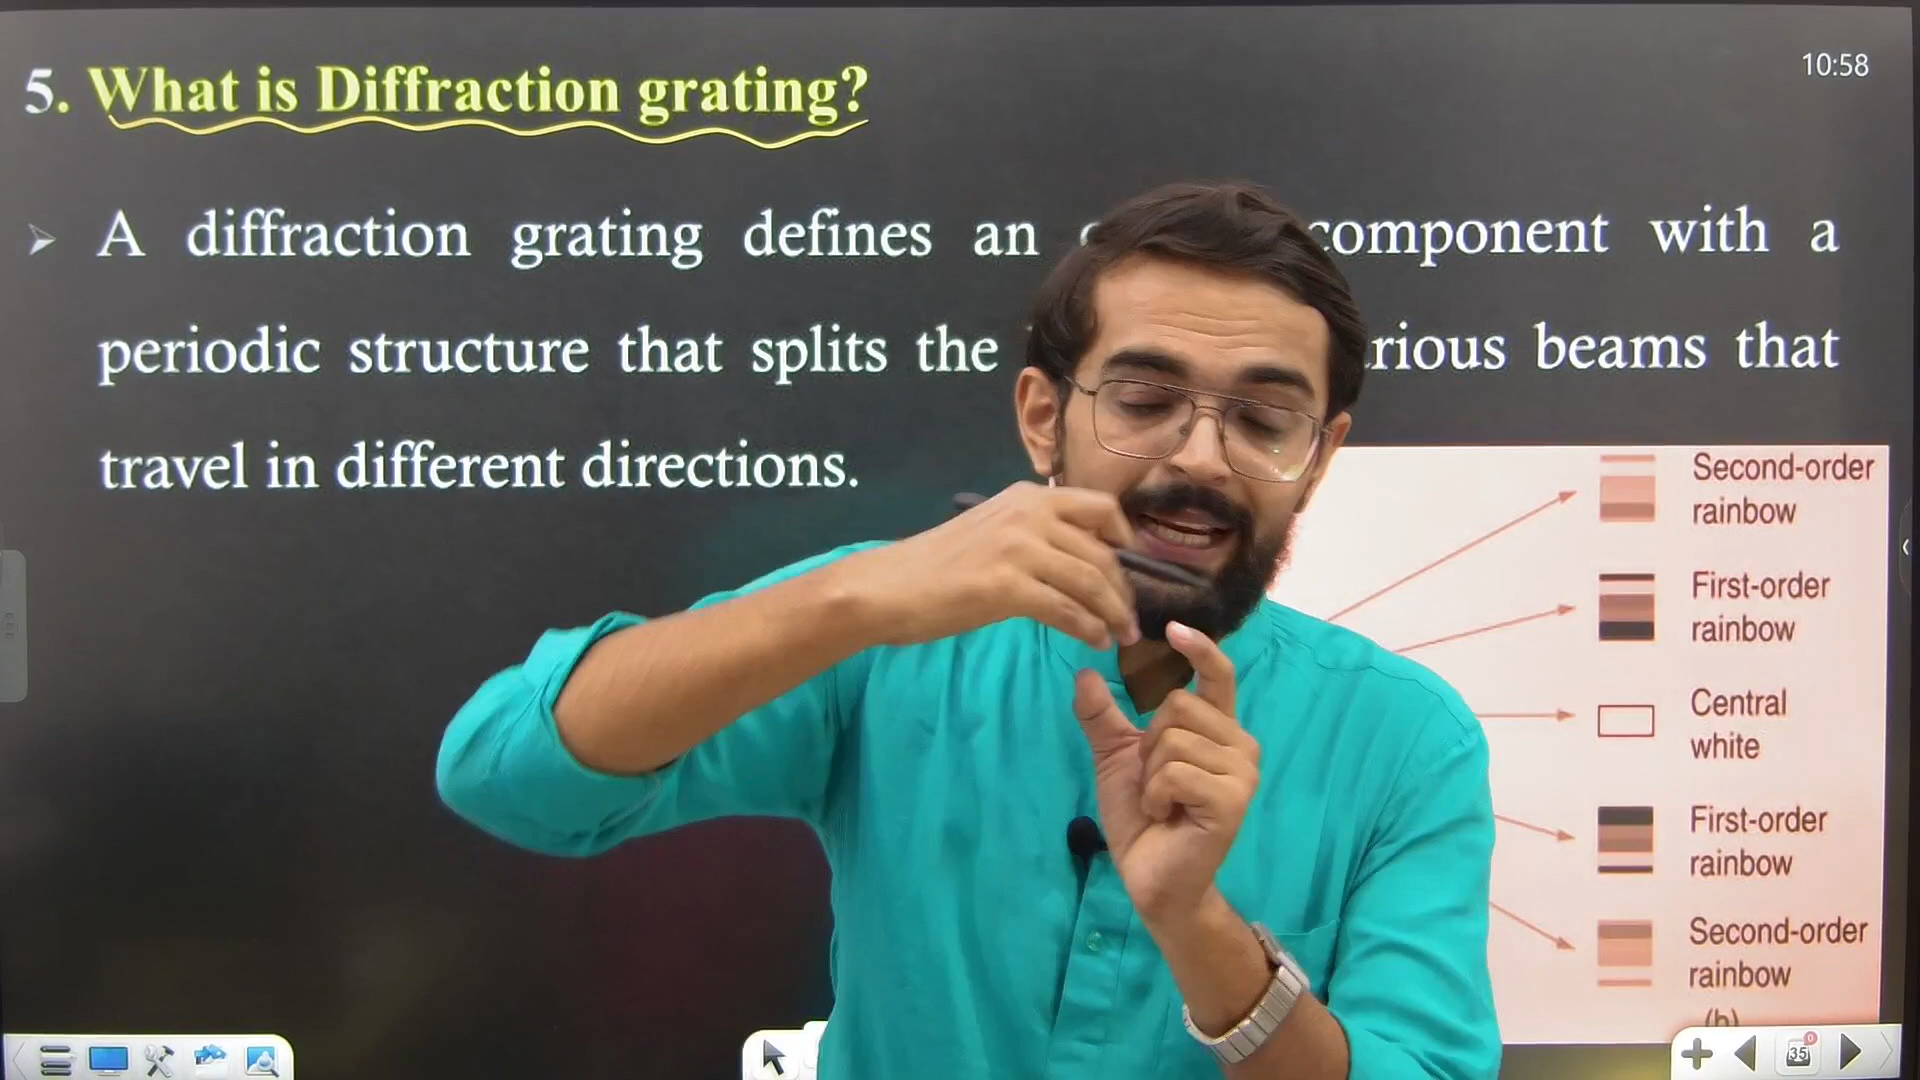 10:58
5. What is Diffraction grating?
A diffraction grating defines an component with a
periodic structure that splits the beams that
travel in different directions.
Second-order
rainbow
First-order
rainbow
Central
white
First-order
rainbow
Second-order
rainbow
35